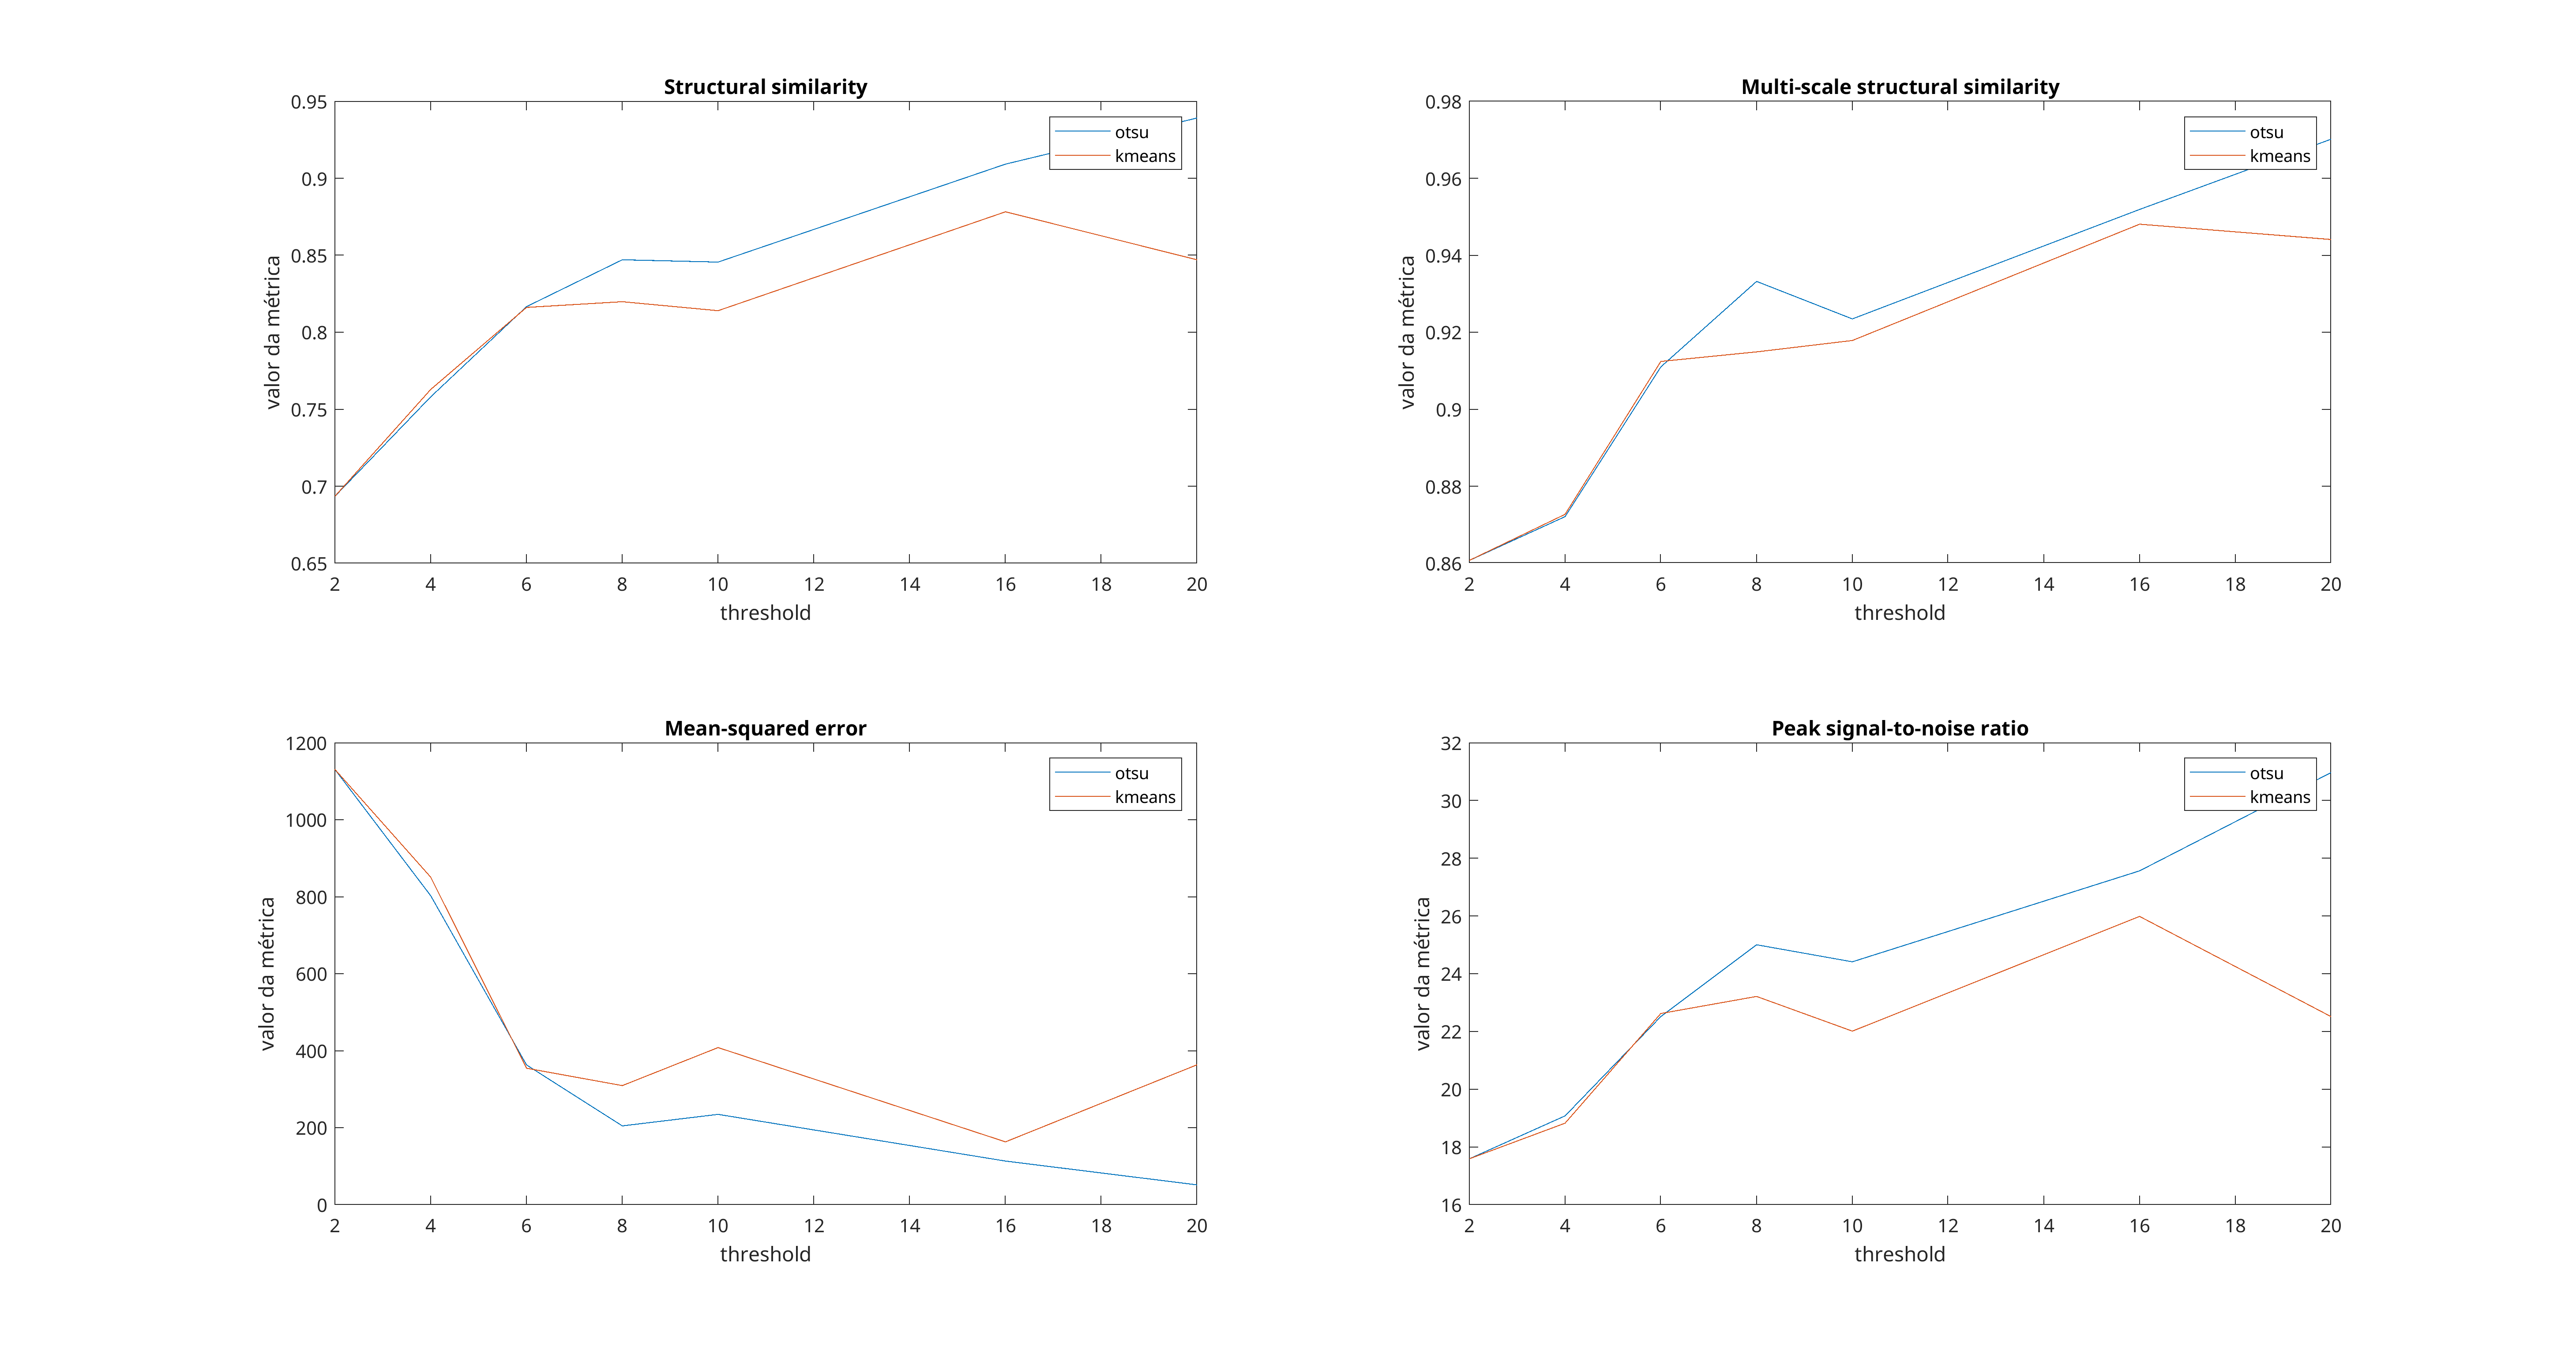 Structural similarity
0.95
0.9
0.85
0.8
0.75
0.7
0.65
valor da métrica
otsu
kmeans
2 4 6 8 10 12 14 16 18 20
threshold
Multi-scale structural similarity
0.98
0.96
0.94
0.92
0.9
0.88
0.86
valor da métrica
otsu
kmeans
2 4 6 8 10 12 14 16 18 20
threshold
Mean-squared error
1200
1000
800
600
400
200
0
valor da métrica
otsu
kmeans
2 4 6 8 10 12 14 16 18 20
threshold
Peak signal-to-noise ratio
32
30
28
26
24
22
20
18
16
valor da métrica
otsu
kmeans
2 4 6 8 10 12 14 16 18 20
threshold